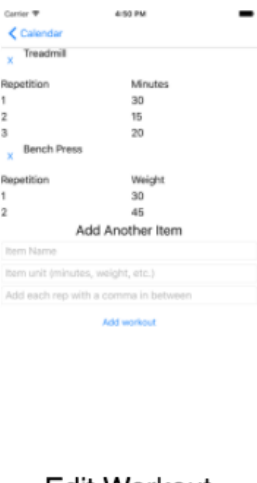 Carrier 4:50 PM
Calendar
x Treadmill
Repetition Minutes
1 30
2 15
3 20
x Bench Press
Repetition Weight
1 30
2 45
Add Another Item
Item Name
Item unit (minutes, weight, etc.)
Add each rep with a comma in between
Add workout
Edit Workout